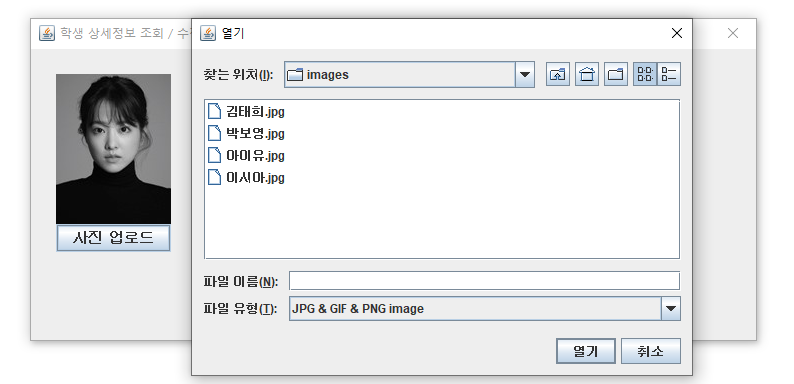 학생 상세정보 조회 / 수
열기
찾는 위치(I):
images
김태희.jpg
박보영.jpg
아이유.jpg
이시아.jpg
사진 업로드
파일 이름(N):
파일 유형(T):
JPG & GIF & PNG image
열기
취소